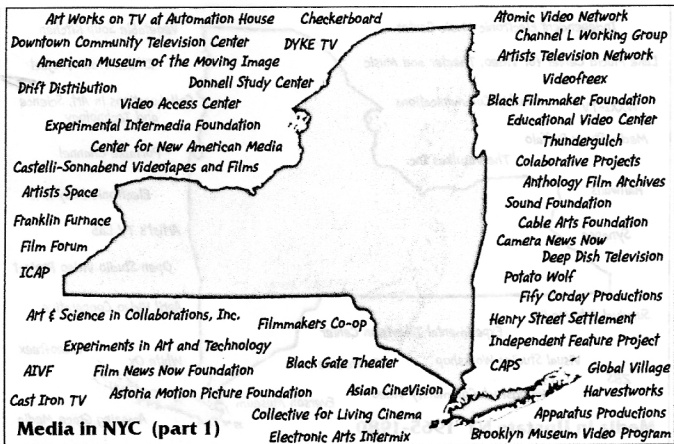 Art Works on TV at Automation House
Checkerboard
Atomic Video Network
Channel L Working Group
Downtown Community Television Center
DYKE TV
Artists Television Network
American Museum of the Moving Image
Videofreex
Drift Distribution
Donnell Study Center
Black Filmmaker Foundation
Video Access Center
Educational Video Center
Experimental Intermedia Foundation
Thundergulch
Center for New American Media
Colaborative Projects
Castelli-Sonnabend Videotapes and Films
Anthology Film Archives
Artists Space
Sound Foundation
Franklin Furnace
Cable Arts Foundation
Film Forum
Camera News Now
Deep Dish Television
ICAP
Potato Wolf
Fify Corday Productions
Art & Science in Collaborations, Inc.
Filmmakers Co-op
Henry Street Settlement
Experiments in Art and Technology
Independent Feature Project
AIVF
Film News Now Foundation
Black Gate Theater
CAPS
Global Village
Cast Iron TV
Astoria Motion Picture Foundation
Asian CineVision
Harvestworks
Collective for Living Cinema
Apparatus Productions
Media in NYC (part 1)
Electronic Arts Intermix
Brooklyn Museum Video Program